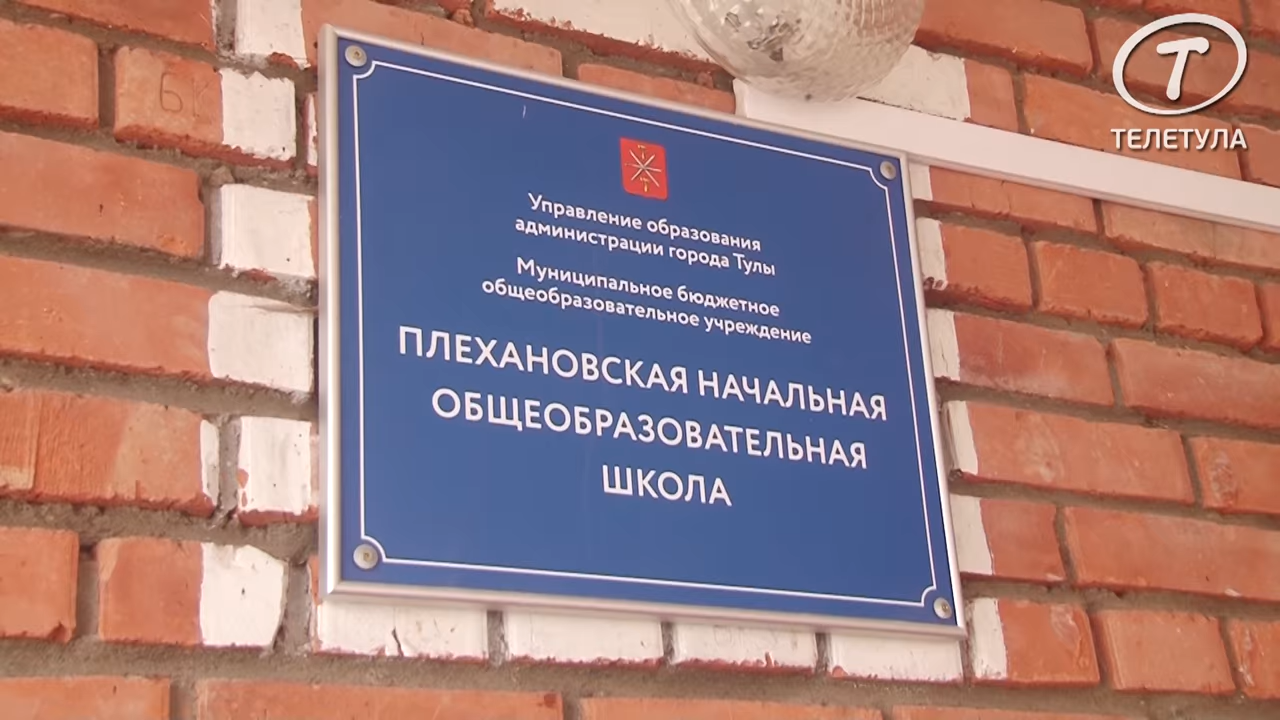 Т
ТЕЛЕТУЛА
Управление образования
администрации города Тулы
Муниципальное бюджетное
общеобразовательное учреждение
ПЛЕХАНОВСКАЯ НАЧАЛЬНАЯ
ОБЩЕОБРАЗОВАТЕЛЬНАЯ
ШКОЛА